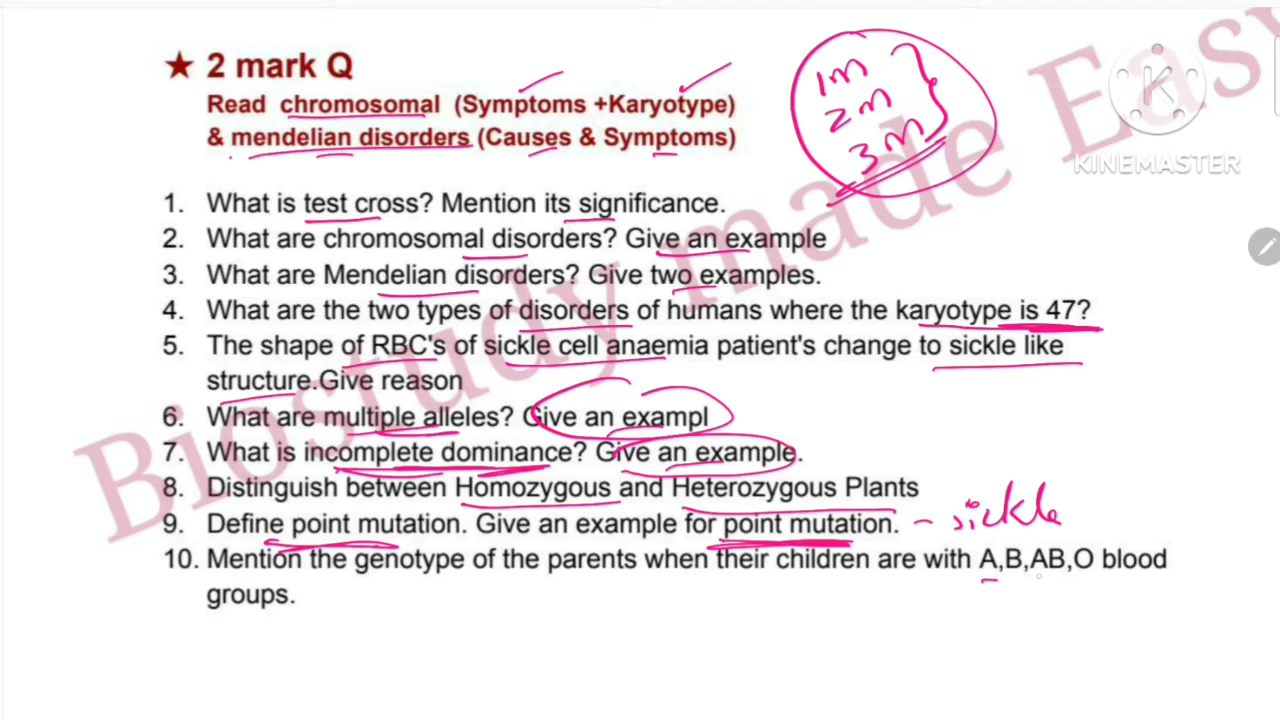 ★ 2 mark Q
Read chromosomal (Symptoms +Karyotype)
& mendelian disorders (Causes & Symptoms)
1m
2m
3m
KINEMASTER
1. What is test cross? Mention its significance.
2. What are chromosomal disorders? Give an example
3. What are Mendelian disorders? Give two examples.
4. What are the two types of disorders of humans where the karyotype is 47?
5. The shape of RBC's of sickle cell anaemia patient's change to sickle like
structure.Give reason
6. What are multiple alleles? Give an exampl
7. What is incomplete dominance? Give an example.
8. Distinguish between Homozygous and Heterozygous Plants
9. Define point mutation. Give an example for point mutation. - sickle
10. Mention the genotype of the parents when their children are with A,B,AB,O blood
groups.
Biostudy made Easy